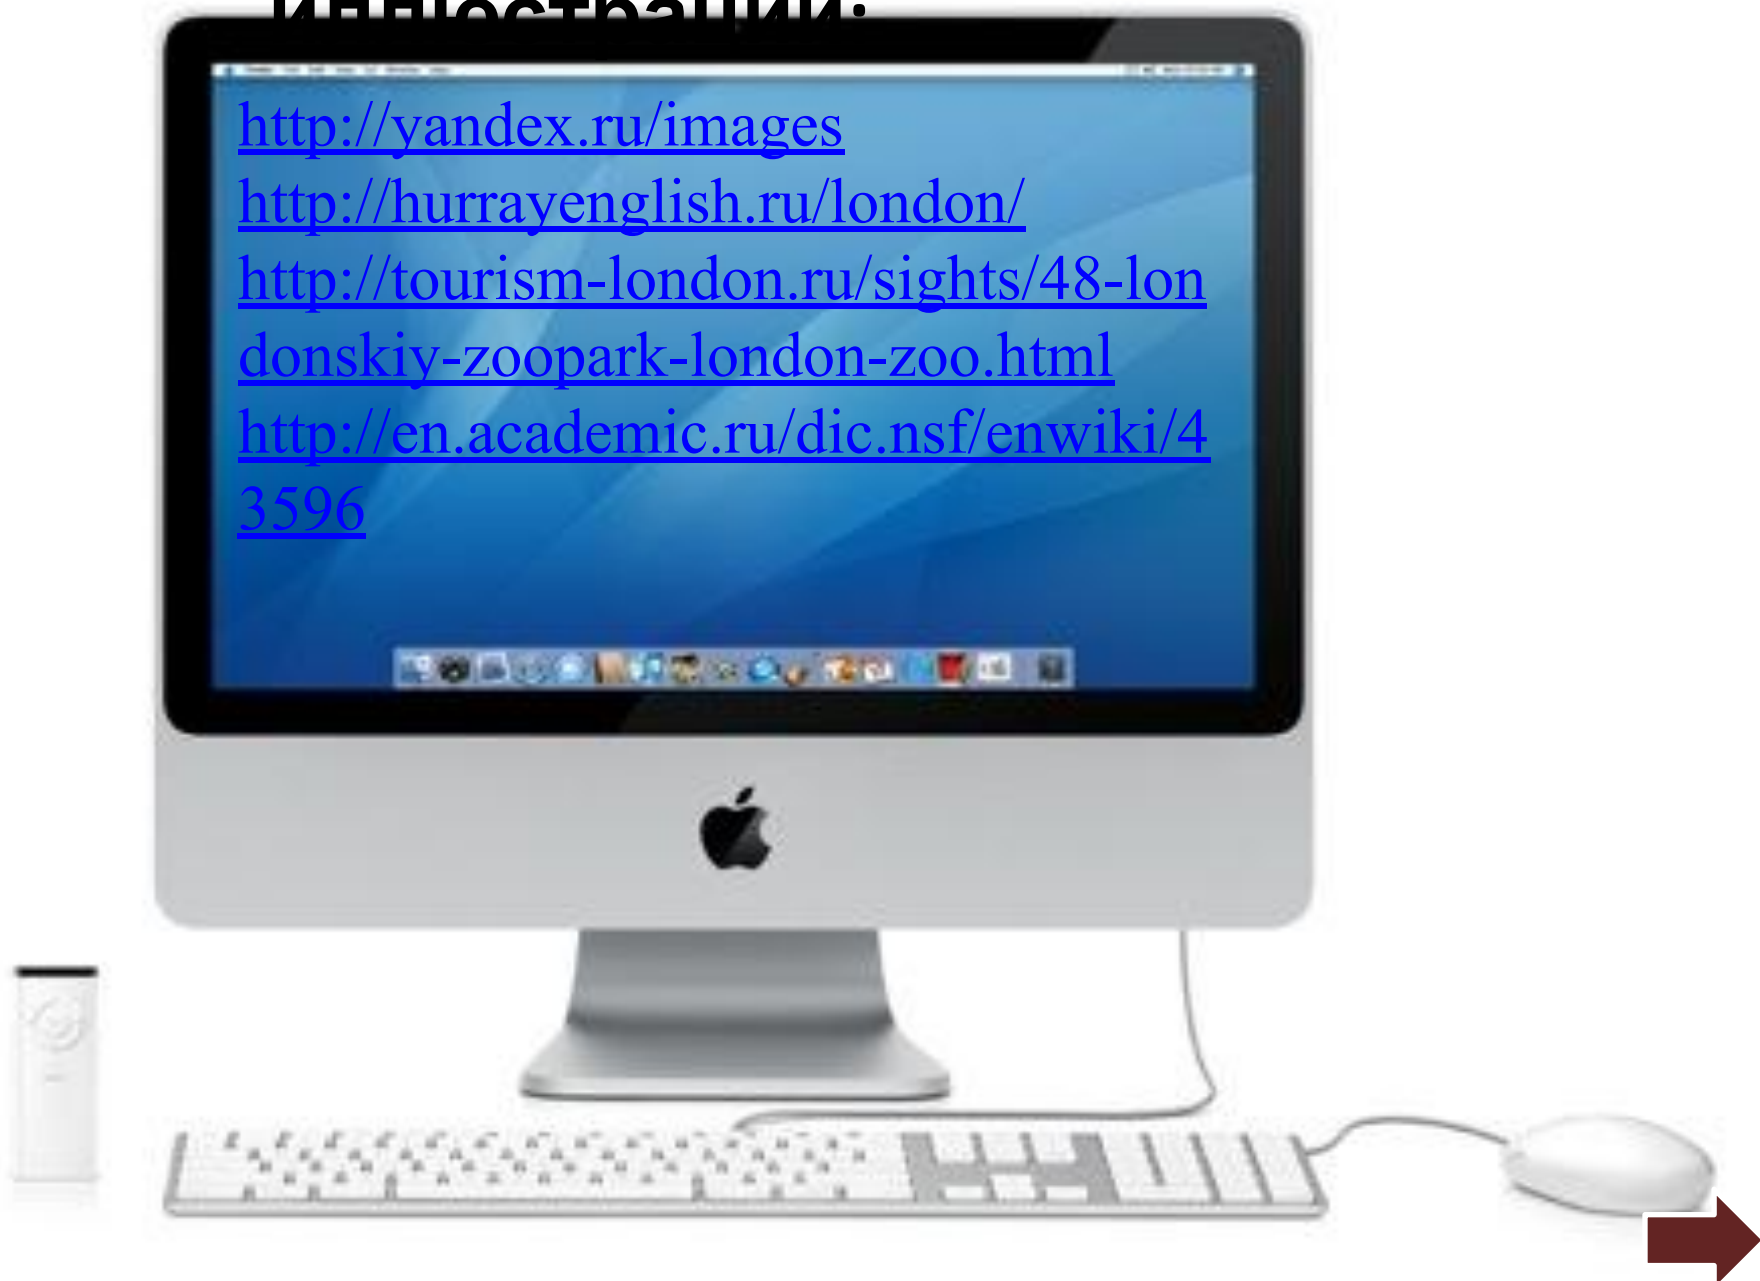 иллюстрации:
http://yandex.ru/images
http://hurrayenglish.ru/london/
http://tourism-london.ru/sights/48-lon
donskiy-zoopark-london-zoo.html
http://en.academic.ru/dic.nsf/enwiki/4
3596